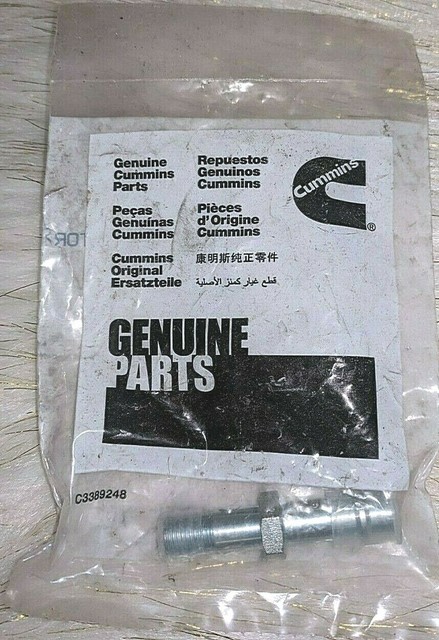 Genuine
Cummins
Parts
Repuestos
Genuinos
Cummins
Cummins
®
Peças
Genuínas
Cummins
Pièces
d'Origine
Cummins
Cummins
Original
Ersatzteile
康明斯纯正零件
قطع غيار كمنز الأصلية
GENUINE
PARTS
C3389248